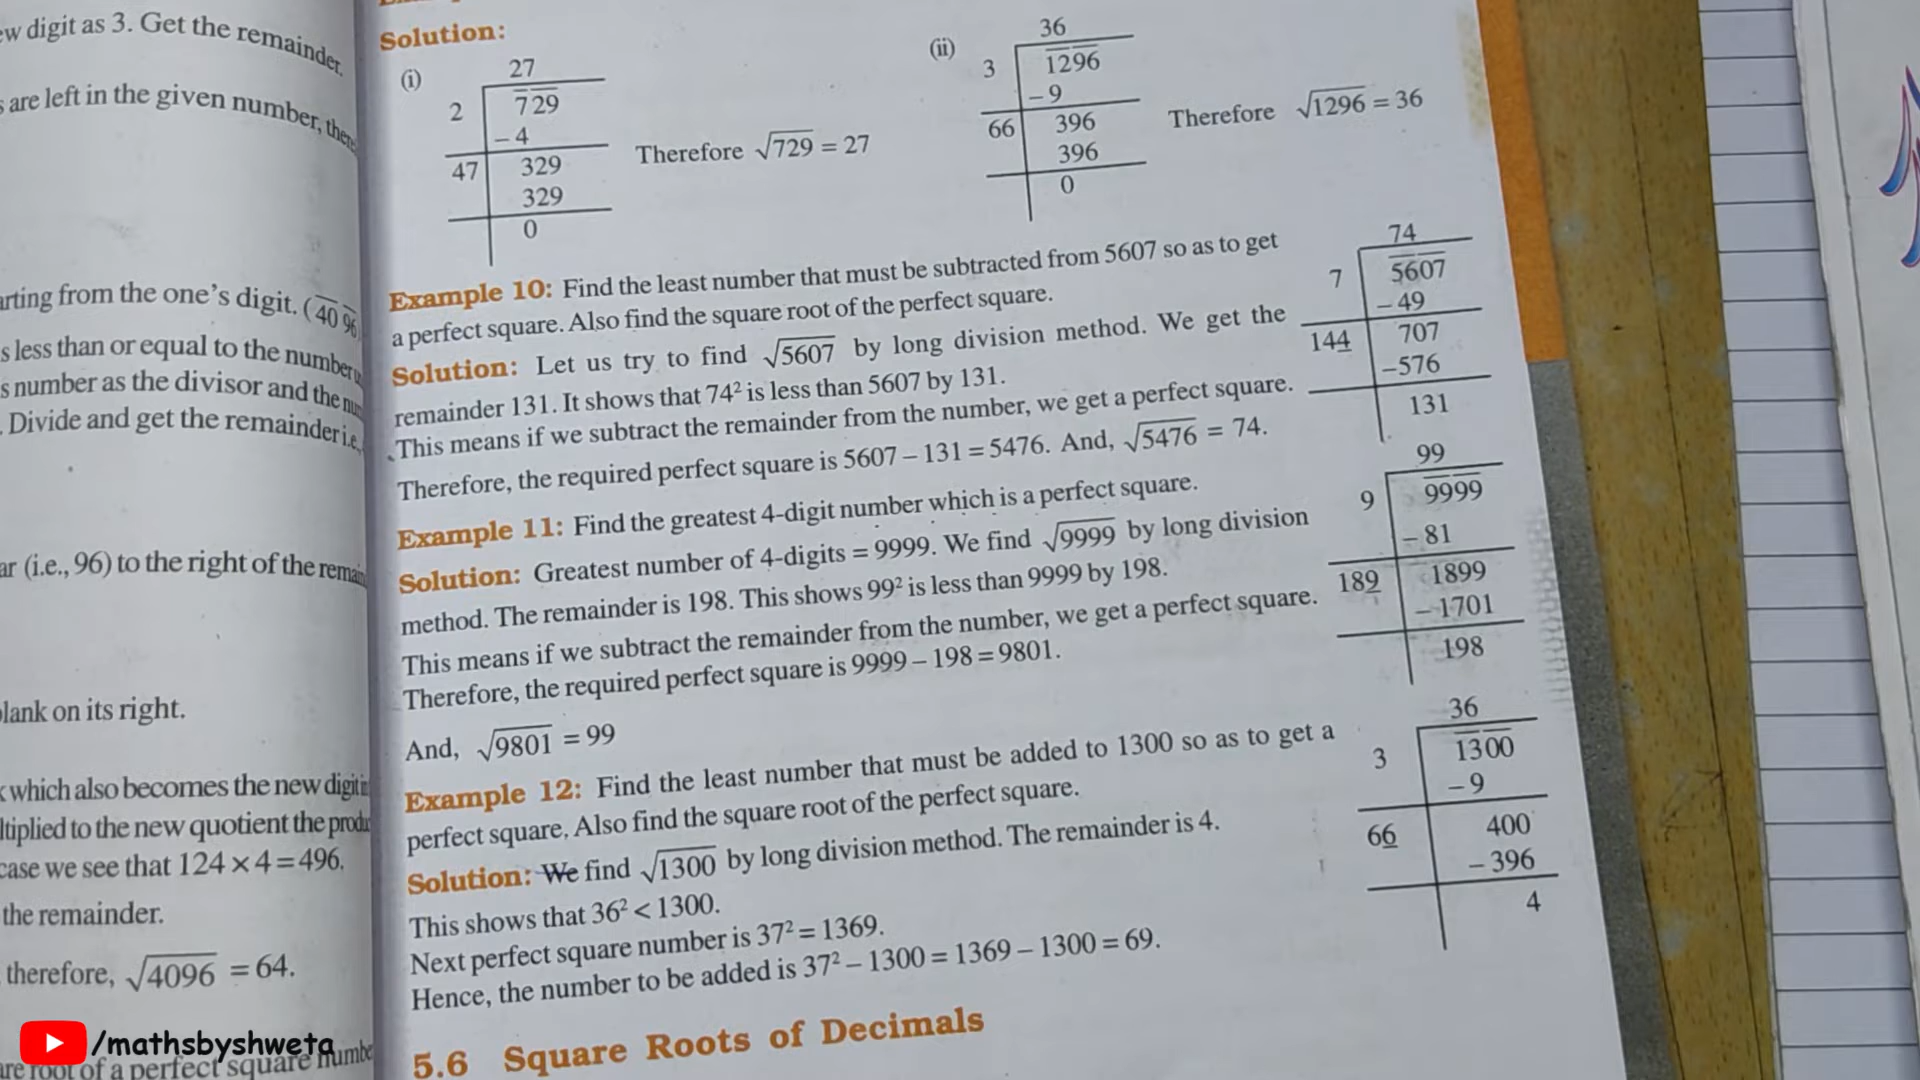 ew digit as 3. Get the remainder.
are left in the given number, then
arting from the one's digit. (40 96
s less than or equal to the number
s number as the divisor and the
. Divide and get the remainder i.e.,
ar (i.e., 96) to the right of the
blank on its right.
which also becomes the new digit
ltiplied to the new quotient the
case we see that 124 × 4 = 496.
the remainder.
therefore, √4096 = 64.
are root of a perfect square
/mathsbyshweta
Solution:
(i)
27
2 729
– 4
47 329
329
0
Therefore √729 = 27
(ii)
36
3 1296
– 9
66 396
396
0
Therefore √1296 = 36
Example 10: Find the least number that must be subtracted from 5607 so as to get
a perfect square. Also find the square root of the perfect square.
Solution: Let us try to find √5607 by long division method. We get the
remainder 131. It shows that 74² is less than 5607 by 131.
This means if we subtract the remainder from the number, we get a perfect square.
Therefore, the required perfect square is 5607 – 131 = 5476. And, √5476 = 74.
74
7 5607
– 49
144 707
–576
131
Example 11: Find the greatest 4-digit number which is a perfect square.
Solution: Greatest number of 4-digits = 9999. We find √9999 by long division
method. The remainder is 198. This shows 99² is less than 9999 by 198.
This means if we subtract the remainder from the number, we get a perfect square.
Therefore, the required perfect square is 9999 – 198 = 9801.
And, √9801 = 99
99
9 9999
– 81
189 1899
– 1701
198
Example 12: Find the least number that must be added to 1300 so as to get a
perfect square. Also find the square root of the perfect square.
Solution: We find √1300 by long division method. The remainder is 4.
This shows that 36² < 1300.
Next perfect square number is 37² = 1369.
Hence, the number to be added is 37² – 1300 = 1369 – 1300 = 69.
36
3 1300
– 9
66 400
– 396
4
5.6 Square Roots of Decimals